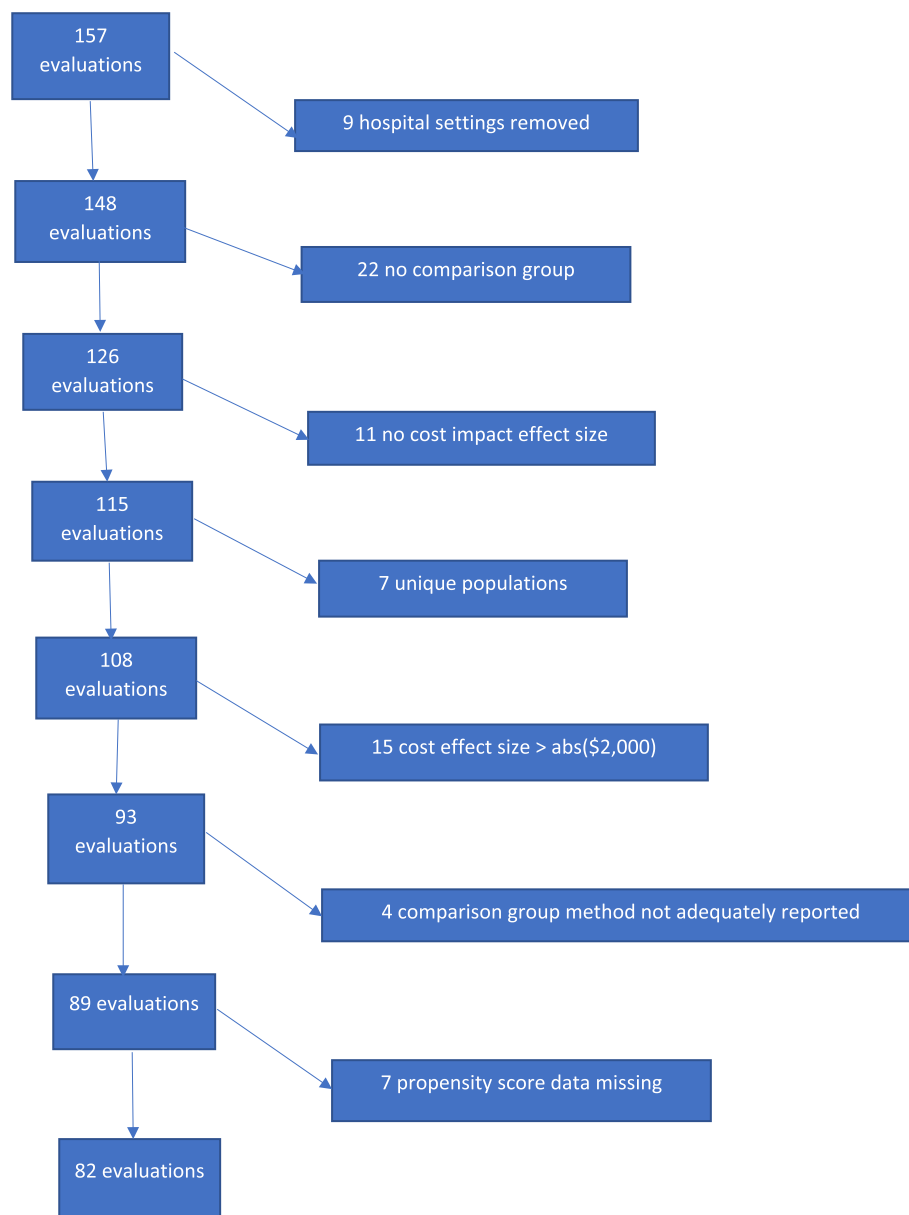 157
evaluations
9 hospital settings removed
148
evaluations
22 no comparison group
126
evaluations
11 no cost impact effect size
115
evaluations
7 unique populations
108
evaluations
15 cost effect size > abs($2,000)
93
evaluations
4 comparison group method not adequately reported
89 evaluations
7 propensity score data missing
82 evaluations